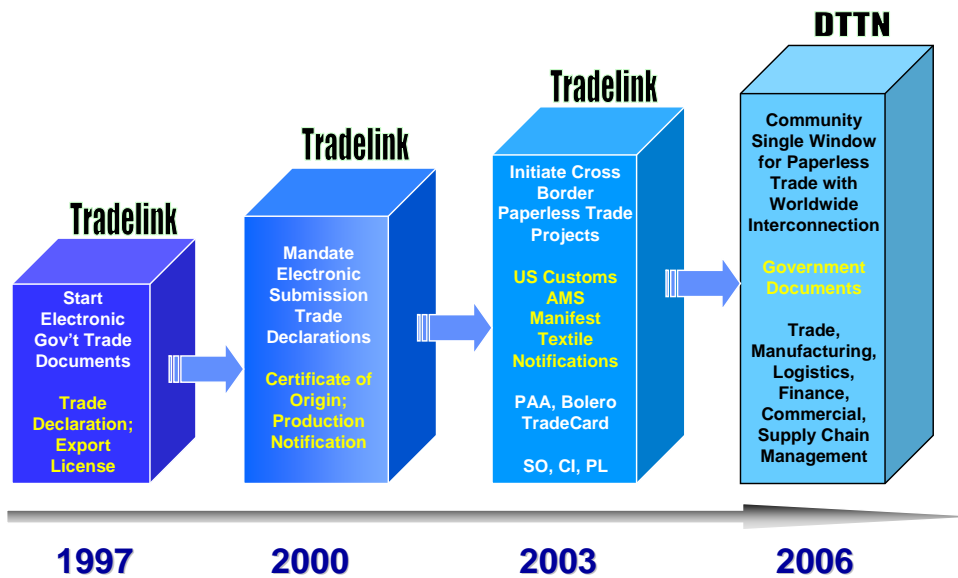 Tradelink
Start
Electronic
Gov't Trade
Documents
Trade
Declaration;
Export
License
1997
Tradelink
Mandate
Electronic
Submission
Trade
Declarations
Certificate of
Origin;
Production
Notification
2000
Tradelink
Initiate Cross
Border
Paperless Trade
Projects
US Customs
AMS
Manifest
Textile
Notifications
PAA, Bolero
TradeCard
SO, CI, PL
2003
DTTN
Community
Single Window
for Paperless
Trade with
Worldwide
Interconnection
Government
Documents
Trade,
Manufacturing,
Logistics,
Finance,
Commercial,
Supply Chain
Management
2006